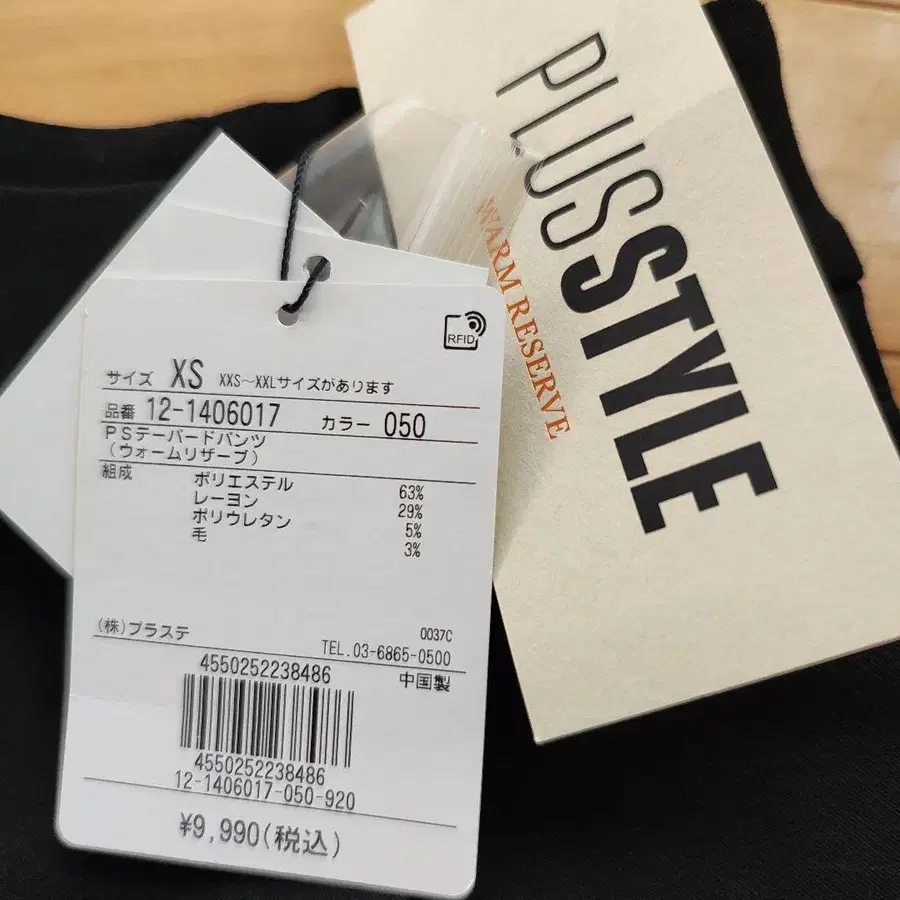 PLUSSTYLE
WARM RESERVE
RFID
サイズ XS XXS～XXLサイズがあります
品番 12-1406017 カラー 050
PSテーパードパンツ
(ウォームリザーブ)
組成 ポリエステル 63%
レーヨン 29%
ポリウレタン 5%
毛 3%
(株)プラステ 0037C
TEL.03-6865-0500
4550252238486 中国製
4550252238486
12-1406017-050-920
¥9,990(税込)